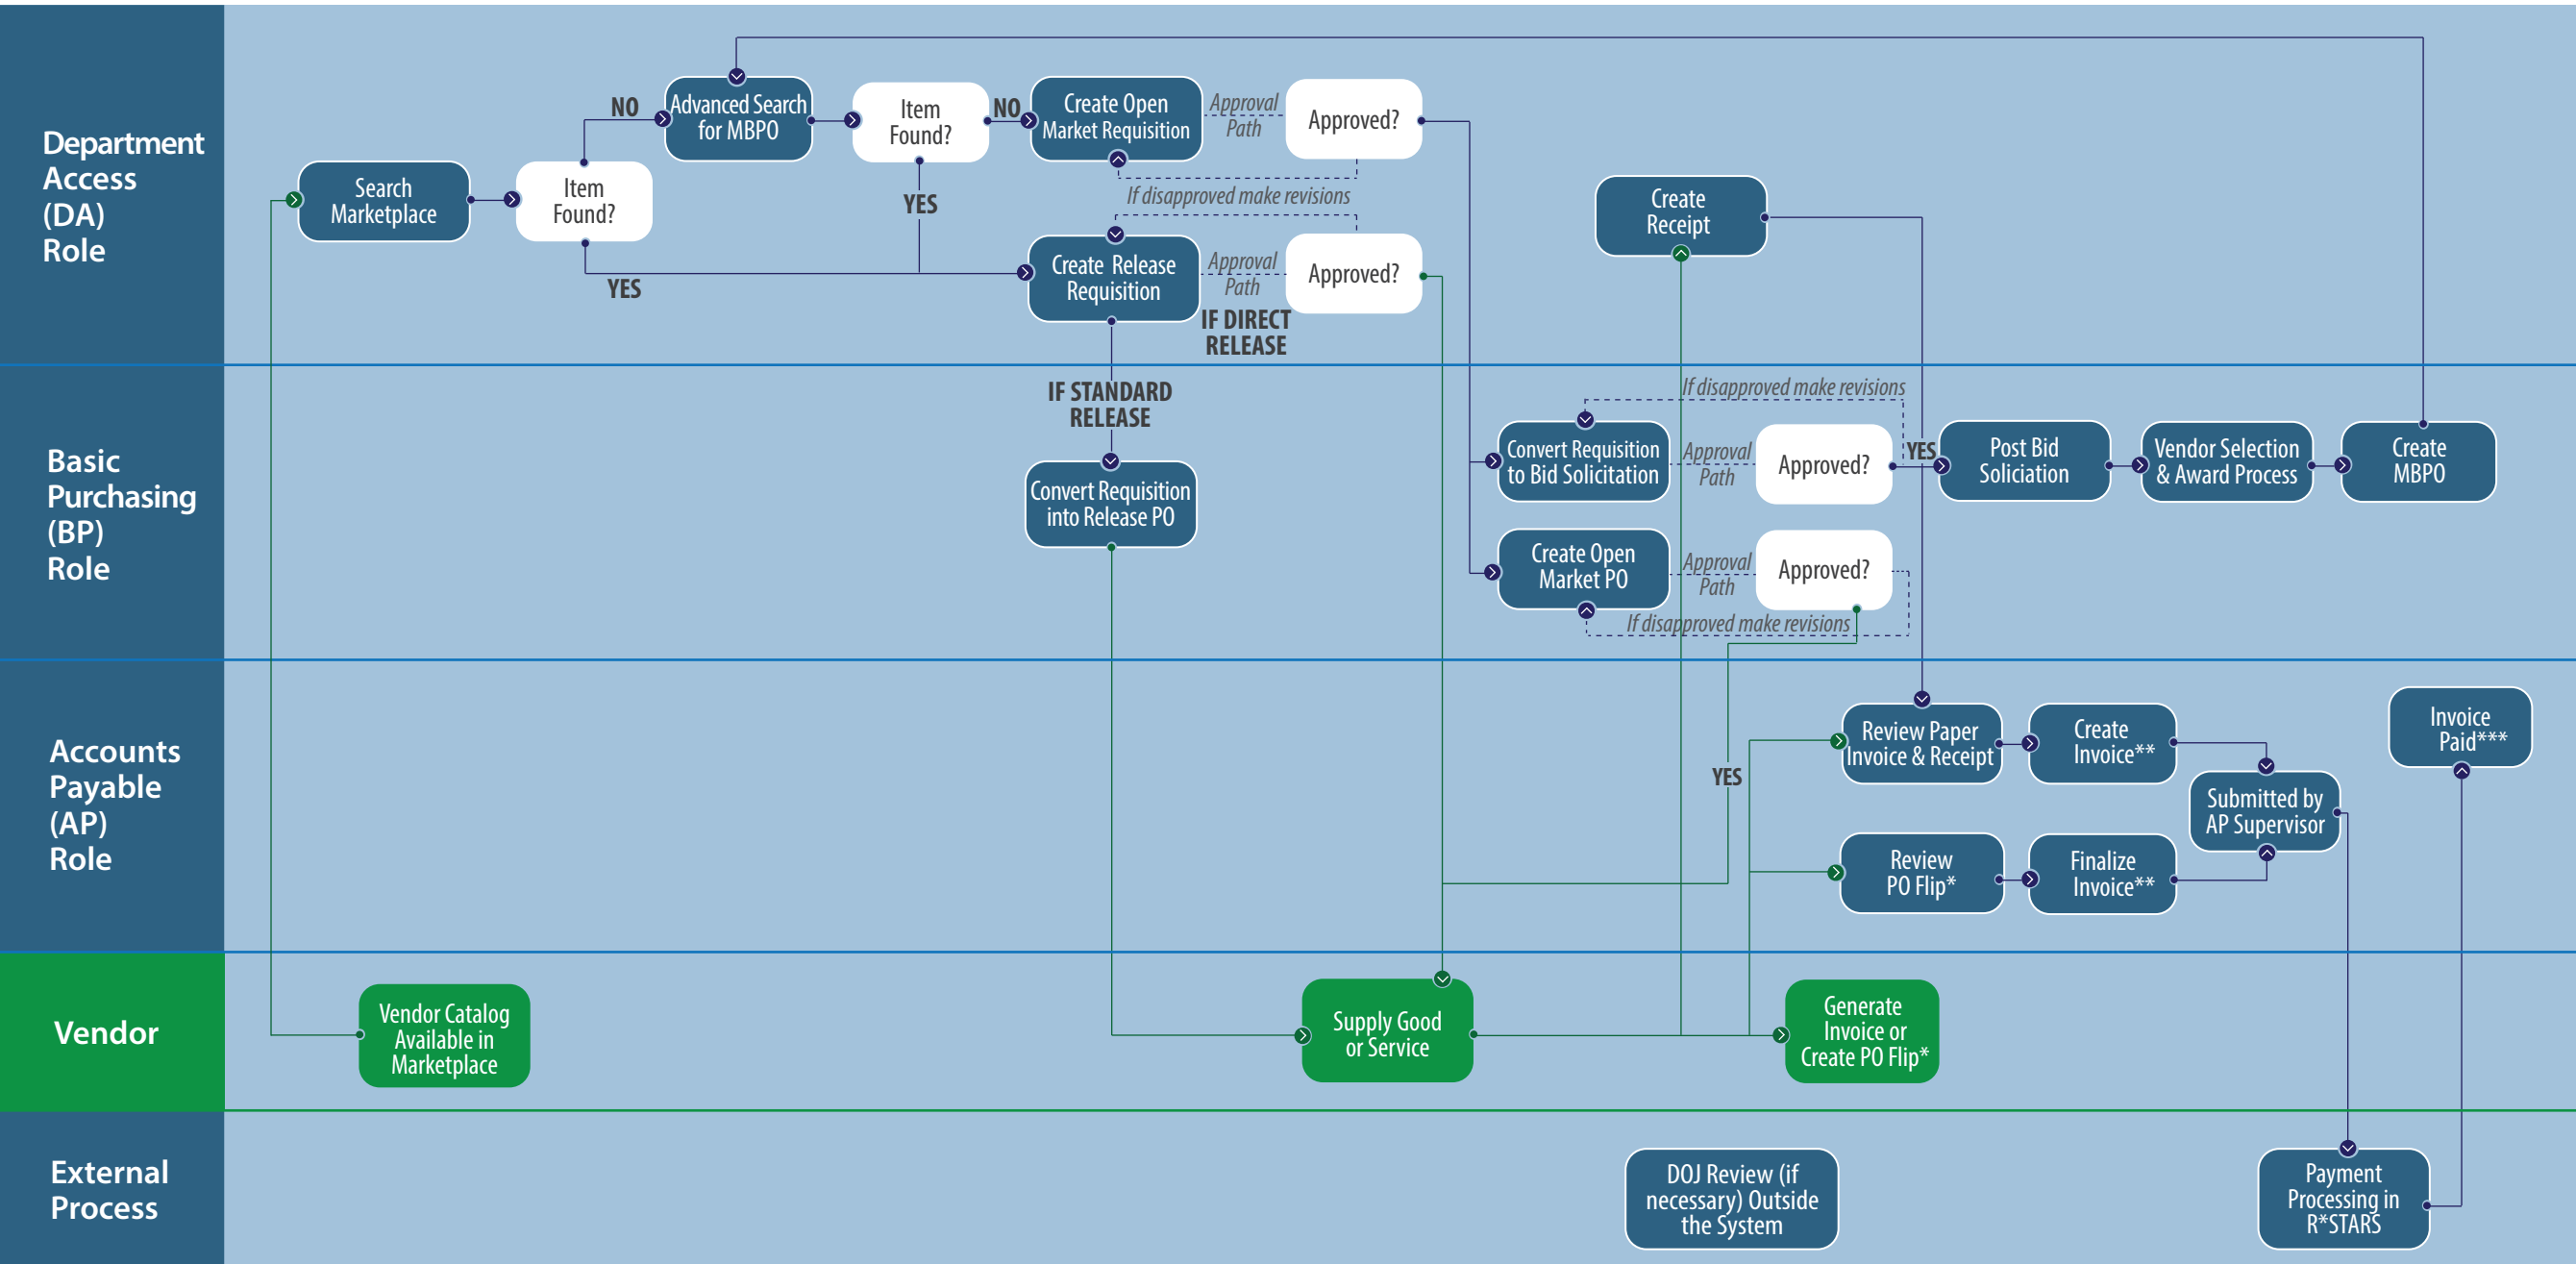 Department
Access
(DA)
Role
Search
Marketplace
Item
Found?
NO
YES
Advanced Search
for MBPO
Item
Found?
NO
YES
Create Open
Market Requisition
Approval
Path
Approved?
If disapproved make revisions
Create Release
Requisition
Approval
Path
Approved?
IF DIRECT
RELEASE
Create
Receipt
Basic
Purchasing
(BP)
Role
IF STANDARD
RELEASE
Convert Requisition
into Release PO
If disapproved make revisions
Convert Requisition
to Bid Solicitation
Approval
Path
Approved?
YES
Post Bid
Soliciation
Vendor Selection
& Award Process
Create
MBPO
Create Open
Market PO
Approval
Path
Approved?
If disapproved make revisions
Accounts
Payable
(AP)
Role
YES
Review Paper
Invoice & Receipt
Create
Invoice**
Submitted by
AP Supervisor
Invoice
Paid***
Review
PO Flip*
Finalize
Invoice**
Vendor
Vendor Catalog
Available in
Marketplace
Supply Good
or Service
Generate
Invoice or
Create PO Flip*
External
Process
DOJ Review (if
necessary) Outside
the System
Payment
Processing in
R*STARS